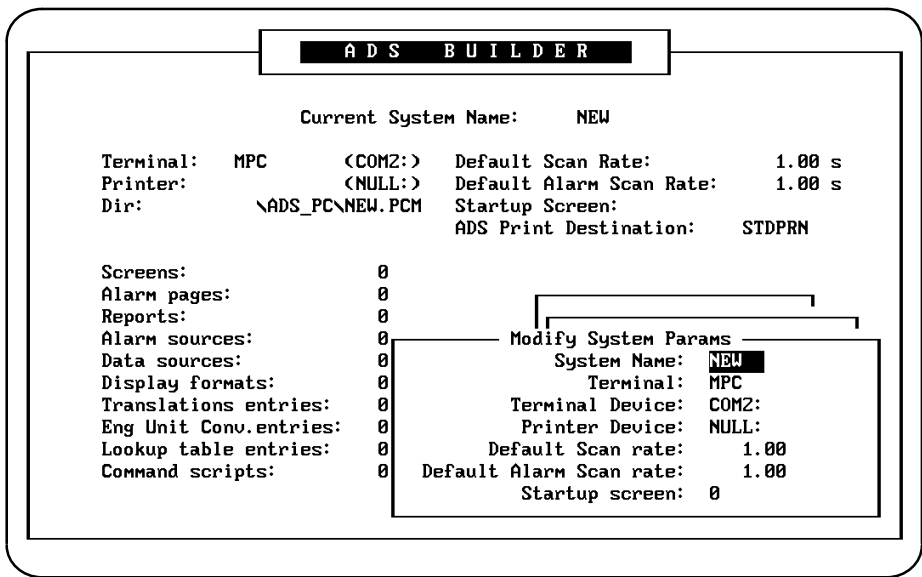 ADS BUILDER
Current System Name: NEW
Terminal: MPC (COM2:) Default Scan Rate: 1.00 s
Printer: (NULL:) Default Alarm Scan Rate: 1.00 s
Dir: \ADS_PC\NEW.PCM Startup Screen:
ADS Print Destination: STDPRN
Screens: 0
Alarm pages: 0
Reports: 0
Alarm sources: 0
Data sources: 0
Display formats: 0
Translations entries: 0
Eng Unit Conv.entries: 0
Lookup table entries: 0
Command scripts: 0
Modify System Params
System Name: NEW
Terminal: MPC
Terminal Device: COM2:
Printer Device: NULL:
Default Scan rate: 1.00
Default Alarm Scan rate: 1.00
Startup screen: 0